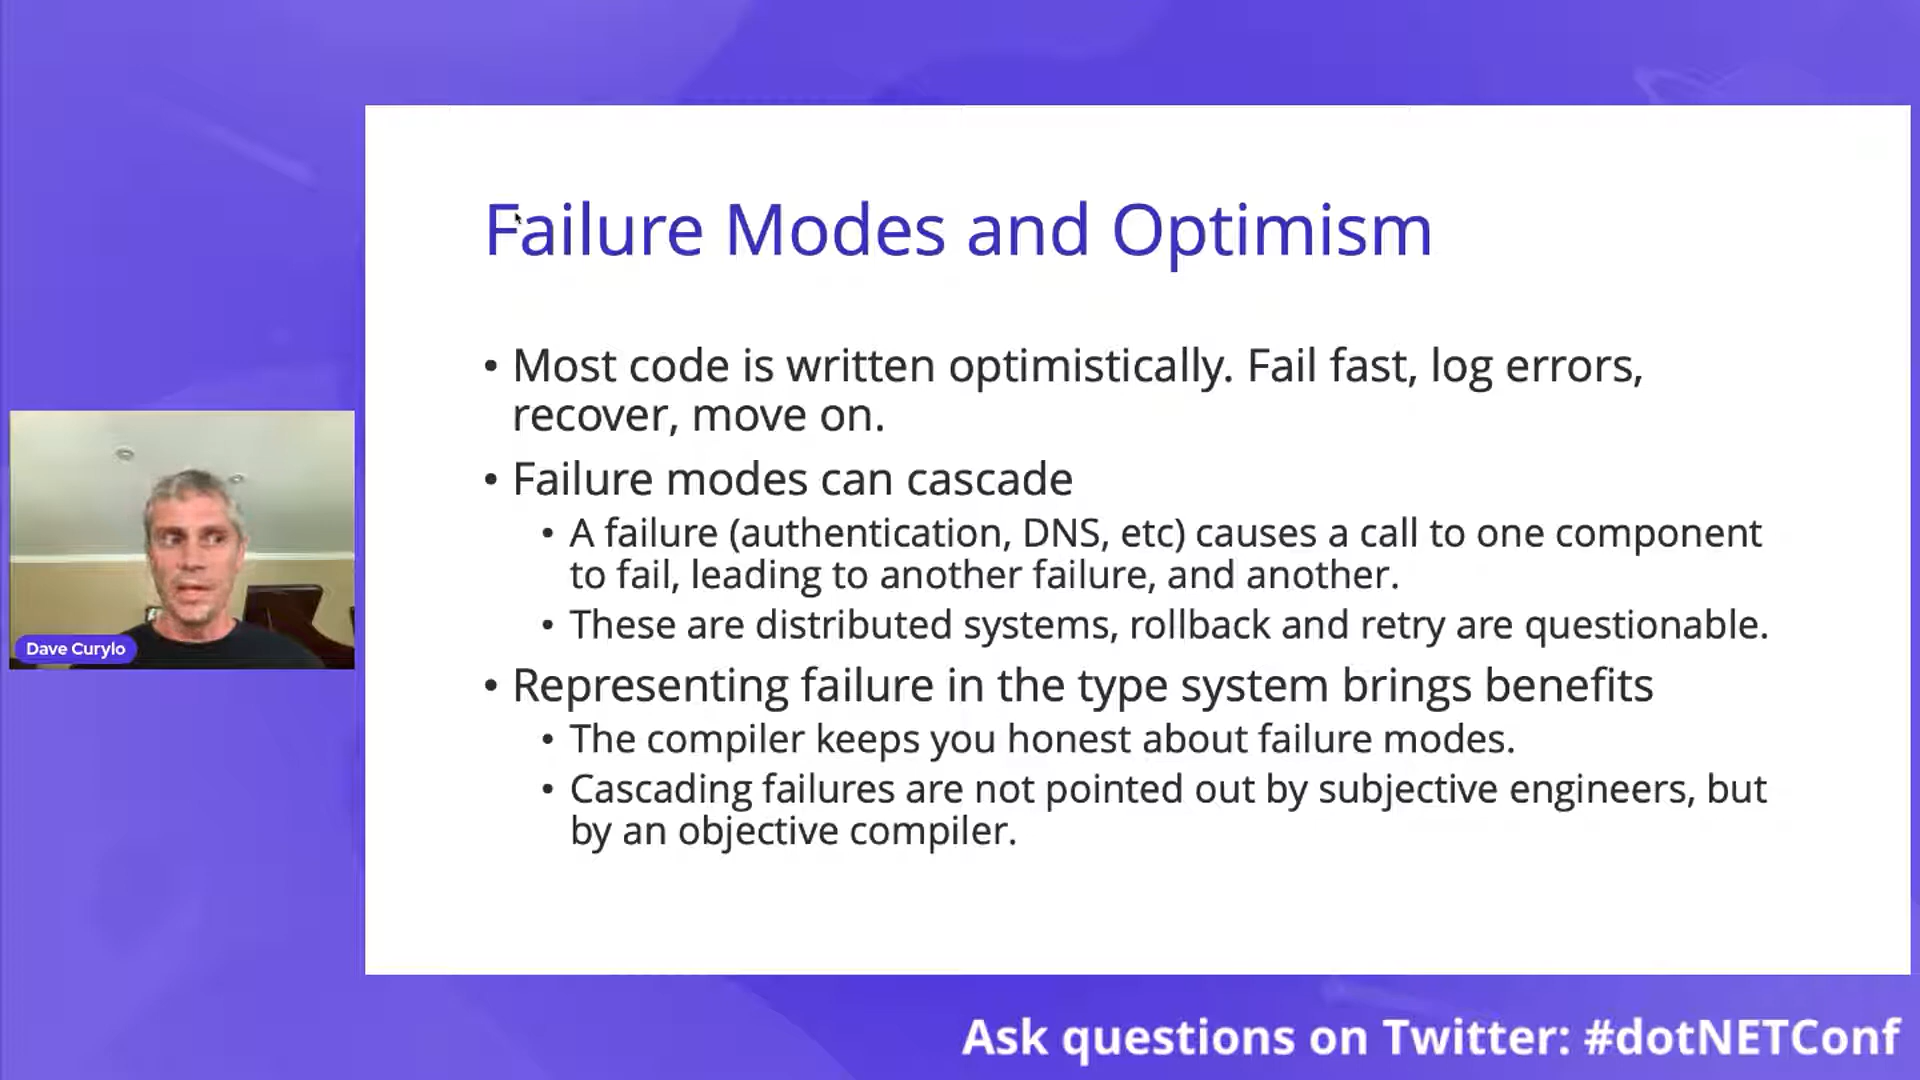 Failure Modes and Optimism
• Most code is written optimistically. Fail fast, log errors,
recover, move on.
• Failure modes can cascade
• A failure (authentication, DNS, etc) causes a call to one component
to fail, leading to another failure, and another.
• These are distributed systems, rollback and retry are questionable.
• Representing failure in the type system brings benefits
• The compiler keeps you honest about failure modes.
• Cascading failures are not pointed out by subjective engineers, but
by an objective compiler.
Dave Curylo
Ask questions on Twitter: #dotNETConf